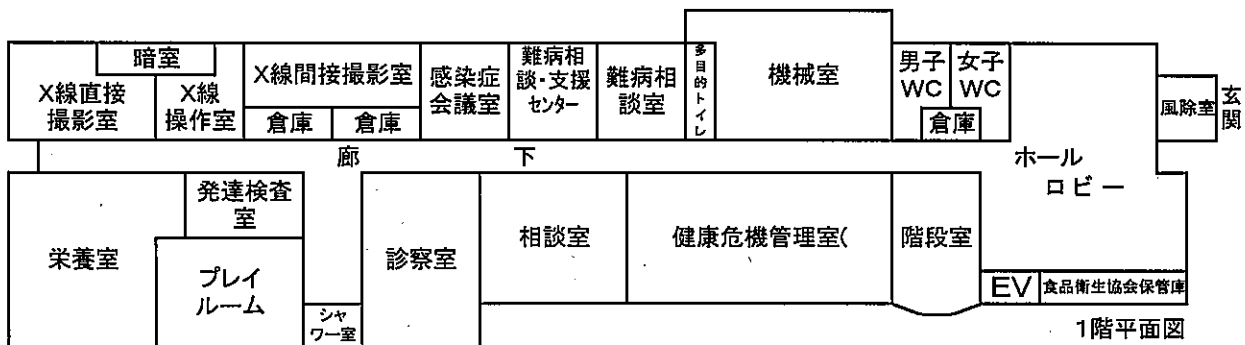 暗室
X線直接
撮影室
X線
操作室
X線間接撮影室
倉庫
倉庫
感染症
会議室
難病相
談・支援
センター
難病相
談室
多目的トイレ
機械室
男子
WC
女子
WC
倉庫
風除室
玄関
廊下
ホール
ロビー
栄養室
発達検査
室
プレイ
ルーム
シャ
ワー室
診察室
相談室
健康危機管理室(
階段室
EV
食品衛生協会保管庫
1階平面図